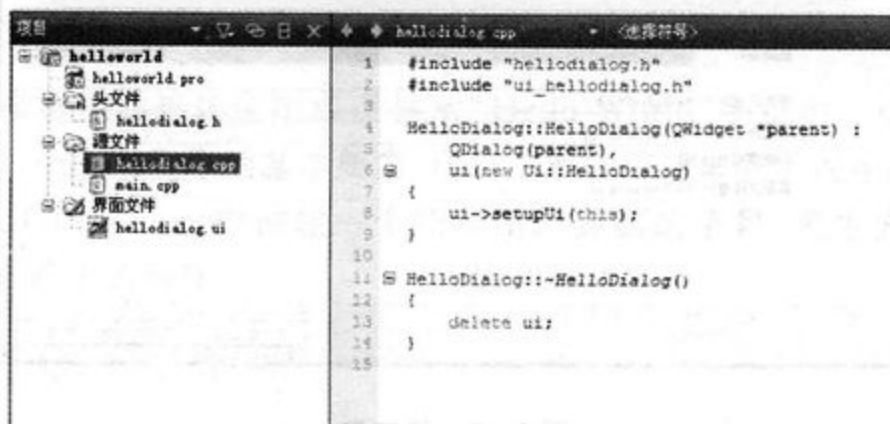 项目
helloworld
helloworld.pro
头文件
hellodialog.h
源文件
hellodialog.cpp
main.cpp
界面文件
hellodialog.ui
hellodialog.cpp
<选择符号>
1 #include "hellodialog.h"
2 #include "ui_hellodialog.h"
3
4 HelloDialog::HelloDialog(QWidget *parent) :
5 QDialog(parent),
6 ui(new Ui::HelloDialog)
7 {
8 ui->setupUi(this);
9 }
10
11 HelloDialog::~HelloDialog()
12 {
13 delete ui;
14 }
15